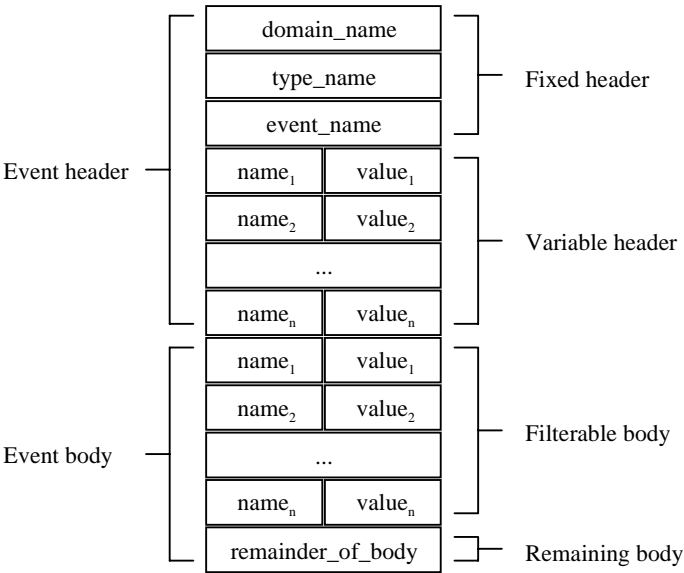 domain_name
type_name
Fixed header
event_name
Event header
name₁ value₁
name₂ value₂
Variable header
...
nameₙ valueₙ
name₁ value₁
name₂ value₂
Filterable body
Event body
...
nameₙ valueₙ
remainder_of_body
Remaining body